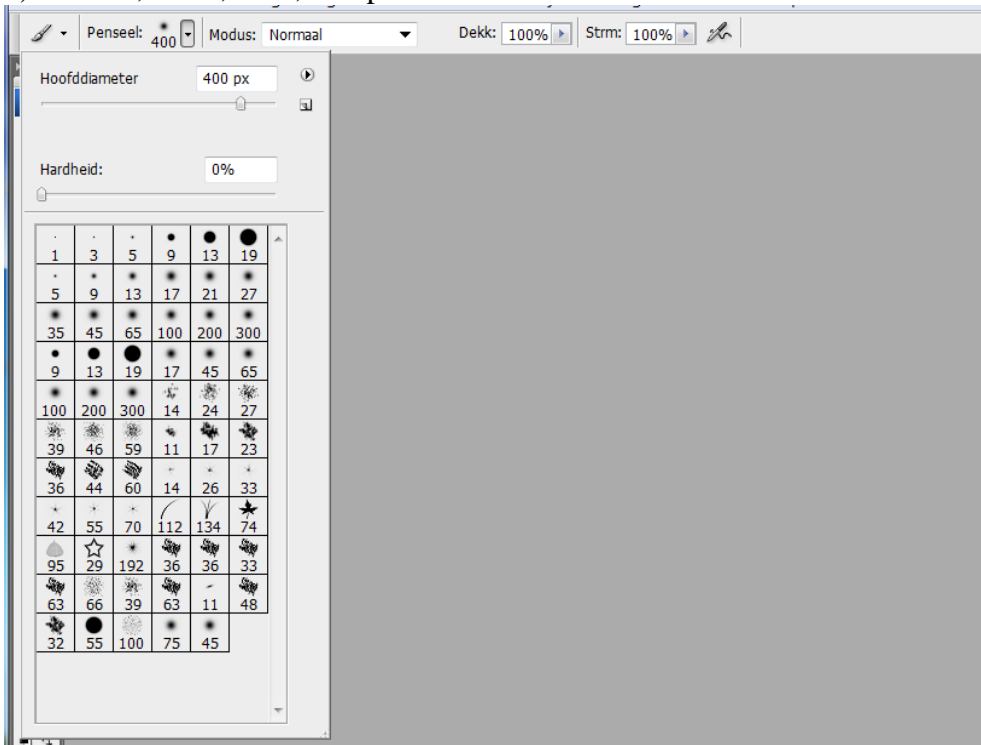 Penseel: 400 Modus: Normaal Dekk: 100% Strm: 100%
Hoofddiameter 400 px
Hardheid: 0%
1 3 5 9 13 19
5 9 13 17 21 27
35 45 65 100 200 300
9 13 19 17 45 65
100 200 300 14 24 27
39 46 59 11 17 23
36 44 60 14 26 33
42 55 70 112 134 74
95 29 192 36 36 33
63 66 39 63 11 48
32 55 100 75 45